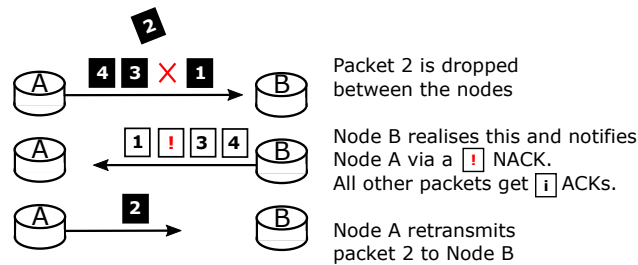 2
A 4 3 1 B
Packet 2 is dropped
between the nodes
A 1 ! 3 4 B
Node B realises this and notifies
Node A via a ! NACK.
All other packets get i ACKs.
A 2 B
Node A retransmits
packet 2 to Node B